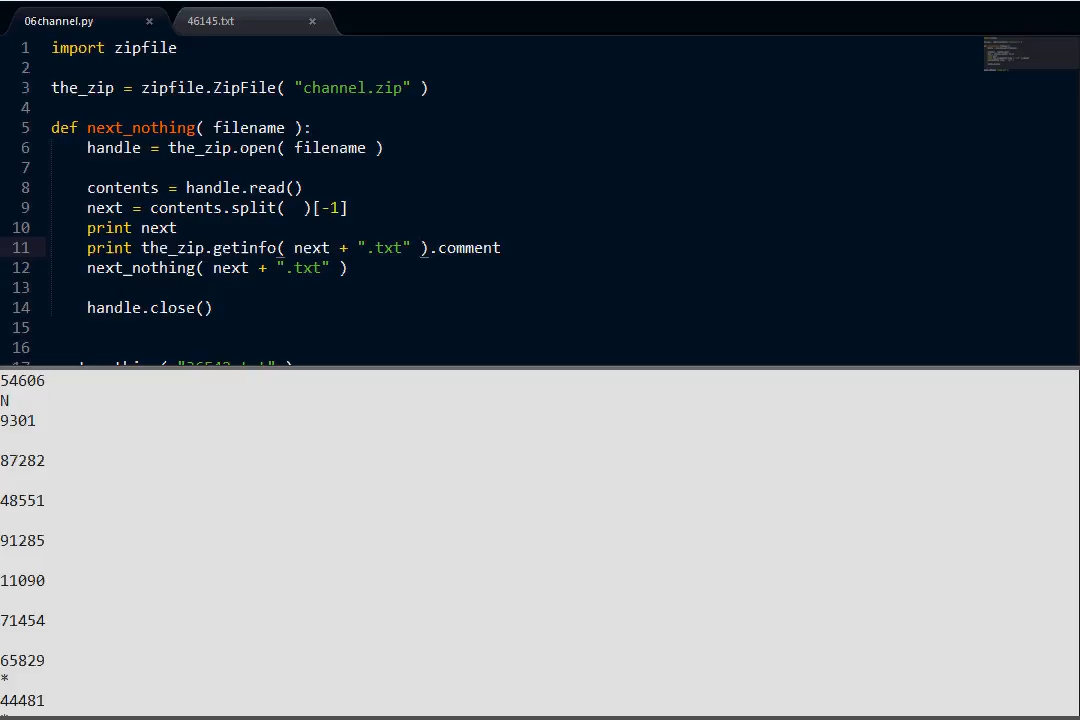 06channel.py × 46145.txt ×
1 import zipfile
2
3 the_zip = zipfile.ZipFile( "channel.zip" )
4
5 def next_nothing( filename ):
6 handle = the_zip.open( filename )
7
8 contents = handle.read()
9 next = contents.split(  )[-1]
10 print next
11 print the_zip.getinfo( next + ".txt" ).comment
12 next_nothing( next + ".txt" )
13
14 handle.close()
15
16
54606
N
9301
87282
48551
91285
11090
71454
65829
*
44481